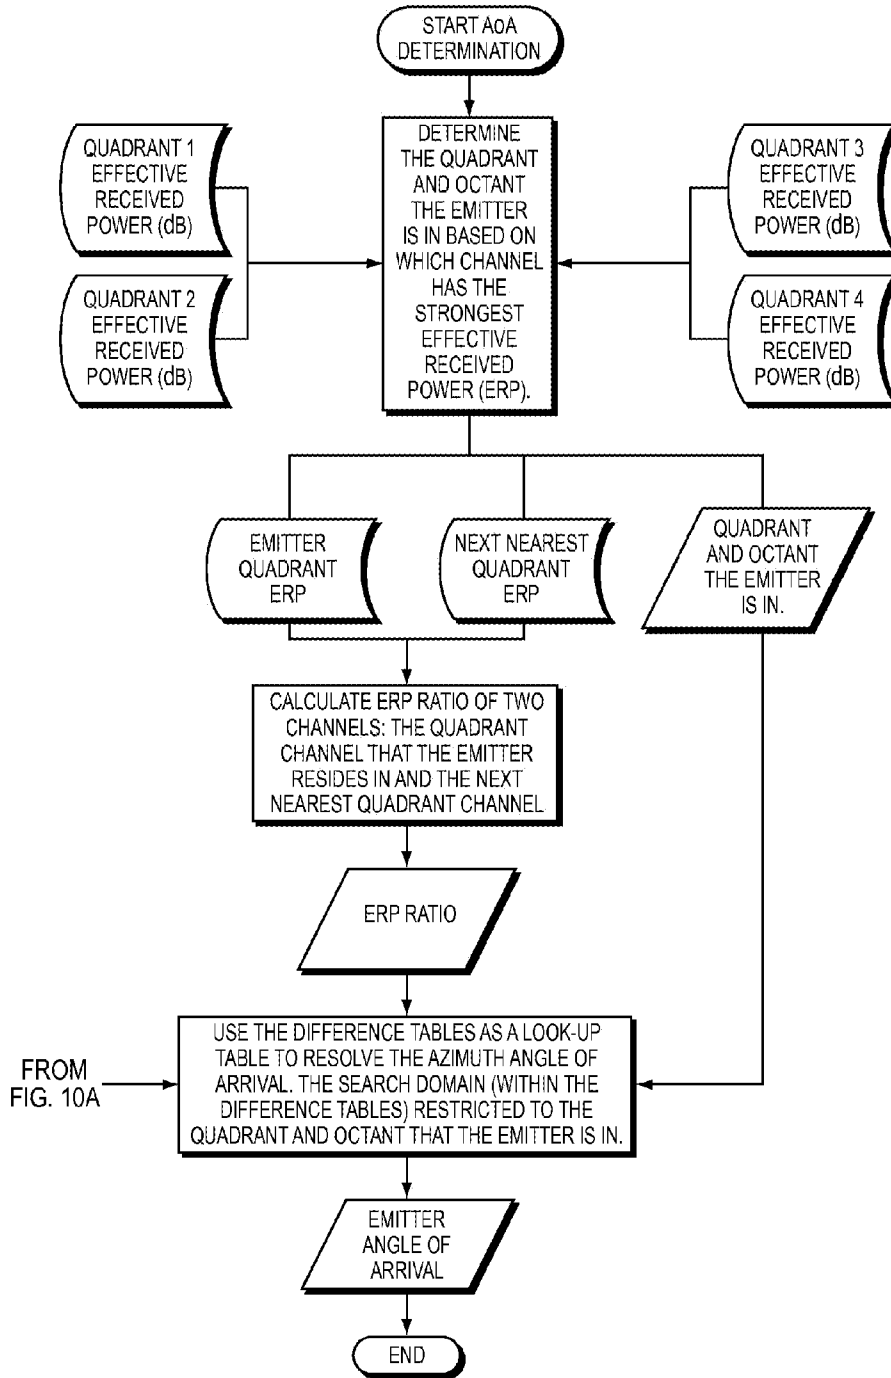 START AoA
DETERMINATION
QUADRANT 1
EFFECTIVE
RECEIVED
POWER (dB)
QUADRANT 2
EFFECTIVE
RECEIVED
POWER (dB)
DETERMINE
THE QUADRANT
AND OCTANT
THE EMITTER
IS IN BASED ON
WHICH CHANNEL
HAS THE
STRONGEST
EFFECTIVE
RECEIVED
POWER (ERP).
QUADRANT 3
EFFECTIVE
RECEIVED
POWER (dB)
QUADRANT 4
EFFECTIVE
RECEIVED
POWER (dB)
EMITTER
QUADRANT
ERP
NEXT NEAREST
QUADRANT
ERP
QUADRANT
AND OCTANT
THE EMITTER
IS IN.
CALCULATE ERP RATIO OF TWO
CHANNELS: THE QUADRANT
CHANNEL THAT THE EMITTER
RESIDES IN AND THE NEXT
NEAREST QUADRANT CHANNEL
ERP RATIO
FROM
FIG. 10A
USE THE DIFFERENCE TABLES AS A LOOK-UP
TABLE TO RESOLVE THE AZIMUTH ANGLE OF
ARRIVAL. THE SEARCH DOMAIN (WITHIN THE
DIFFERENCE TABLES) RESTRICTED TO THE
QUADRANT AND OCTANT THAT THE EMITTER IS IN.
EMITTER
ANGLE OF
ARRIVAL
END